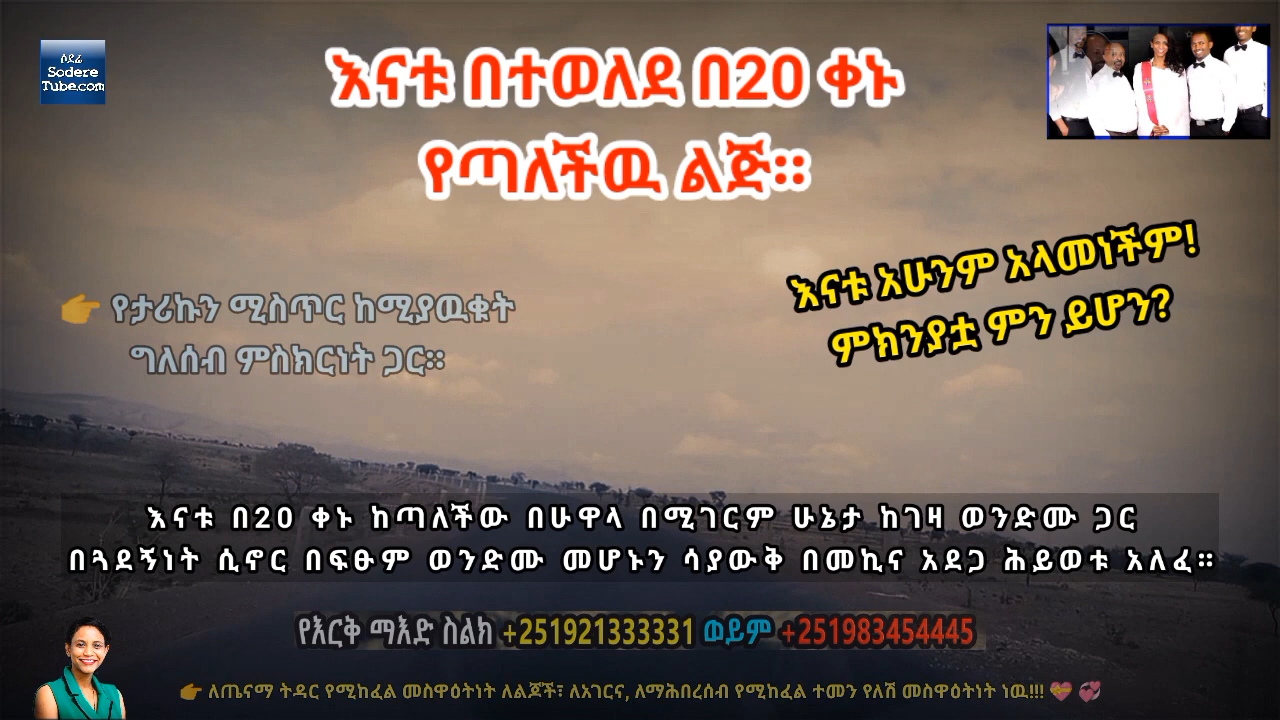 ሶደሬ
Sodere
Tube.com
እናቱ በተወለደ በ20 ቀኑ
የጣለችዉ ልጅ።
እናቱ አሁንም አላመነችም!
ምክንያቷ ምን ይሆን?
👉 የታሪኩን ሚስጥር ከሚያዉቁት
ግለሰብ ምስክርነት ጋር።
እናቱ በ20 ቀኑ ከጣለችው በሁዋላ በሚገርም ሁኔታ ከገዛ ወንድሙ ጋር
በጓደኝነት ሲኖር በፍፁም ወንድሙ መሆኑን ሳያውቅ በመኪና አደጋ ሕይወቱ አለፈ።
የእርቅ ማእድ ስልክ +251921333331 ወይም +251983454445
👉 ለጤናማ ትዳር የሚከፈል መስዋዕትነት ለልጆች፣ ለአገርና, ለማሕበረሰብ የሚከፈል ተመን የለሽ መስዋዕትነት ነዉ!!! 💝 💞